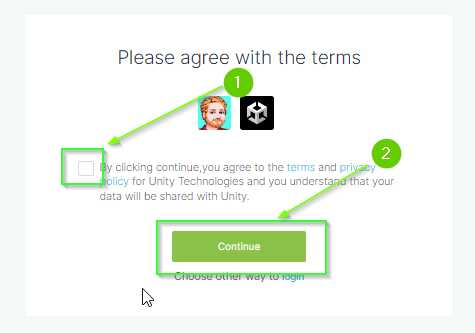 Please agree with the terms
1
By clicking continue,you agree to the terms and privacy
2
policy for Unity Technologies and you understand that your
data will be shared with Unity.
Continue
Choose other way to login